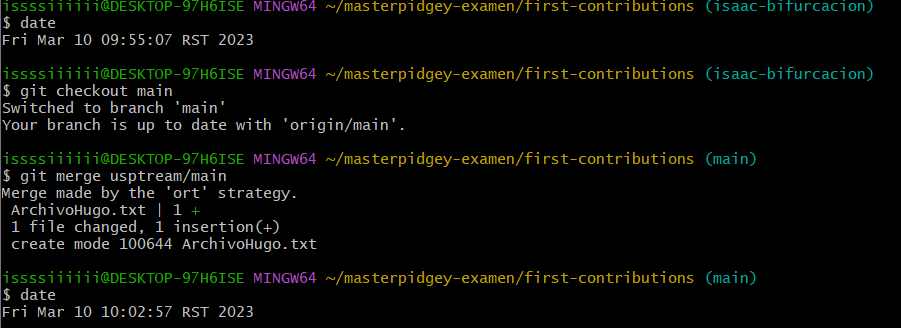 issssiiiiii@DESKTOP-97H6ISE MINGW64 ~/masterpidgey-examen/first-contributions (isaac-bifurcacion)
$ date
Fri Mar 10 09:55:07 RST 2023
issssiiiiii@DESKTOP-97H6ISE MINGW64 ~/masterpidgey-examen/first-contributions (isaac-bifurcacion)
$ git checkout main
Switched to branch 'main'
Your branch is up to date with 'origin/main'.
issssiiiiii@DESKTOP-97H6ISE MINGW64 ~/masterpidgey-examen/first-contributions (main)
$ git merge usptream/main
Merge made by the 'ort' strategy.
ArchivoHugo.txt | 1 +
1 file changed, 1 insertion(+)
create mode 100644 ArchivoHugo.txt
issssiiiiii@DESKTOP-97H6ISE MINGW64 ~/masterpidgey-examen/first-contributions (main)
$ date
Fri Mar 10 10:02:57 RST 2023